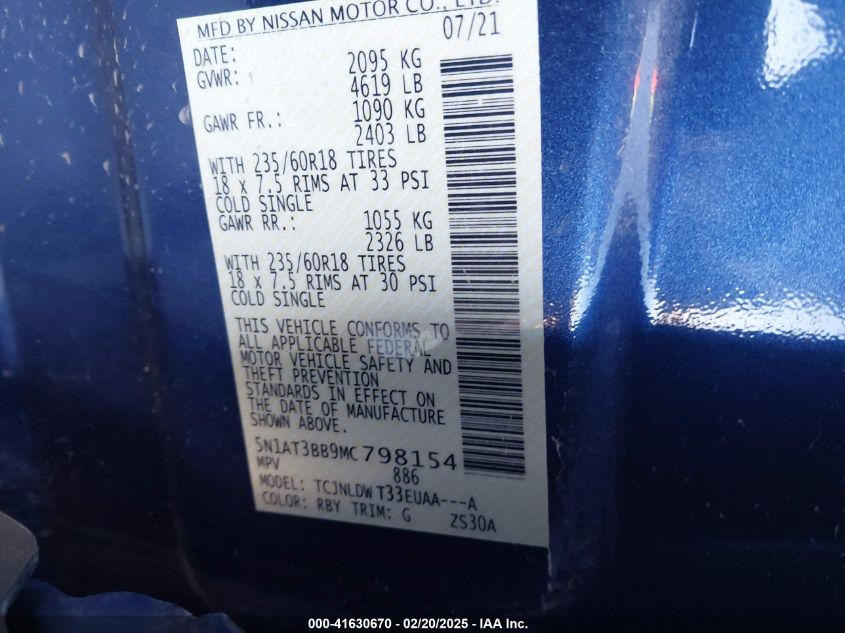 MFD BY NISSAN MOTOR CO., LTD.
DATE: 07/21
GVWR: 2095 KG
4619 LB
GAWR FR.: 1090 KG
2403 LB
WITH 235/60R18 TIRES
18 x 7.5 RIMS AT 33 PSI
COLD SINGLE
GAWR RR.: 1055 KG
2326 LB
WITH 235/60R18 TIRES
18 x 7.5 RIMS AT 30 PSI
COLD SINGLE
THIS VEHICLE CONFORMS TO
ALL APPLICABLE FEDERAL
MOTOR VEHICLE SAFETY AND
THEFT PREVENTION
STANDARDS IN EFFECT ON
THE DATE OF MANUFACTURE
SHOWN ABOVE.
5N1AT3BB9MC798154
MPV 886
MODEL: TCJNLDW T33EUAA---A
COLOR: RBY TRIM: G ZS30A
000-41630670 - 02/20/2025 - IAA Inc.